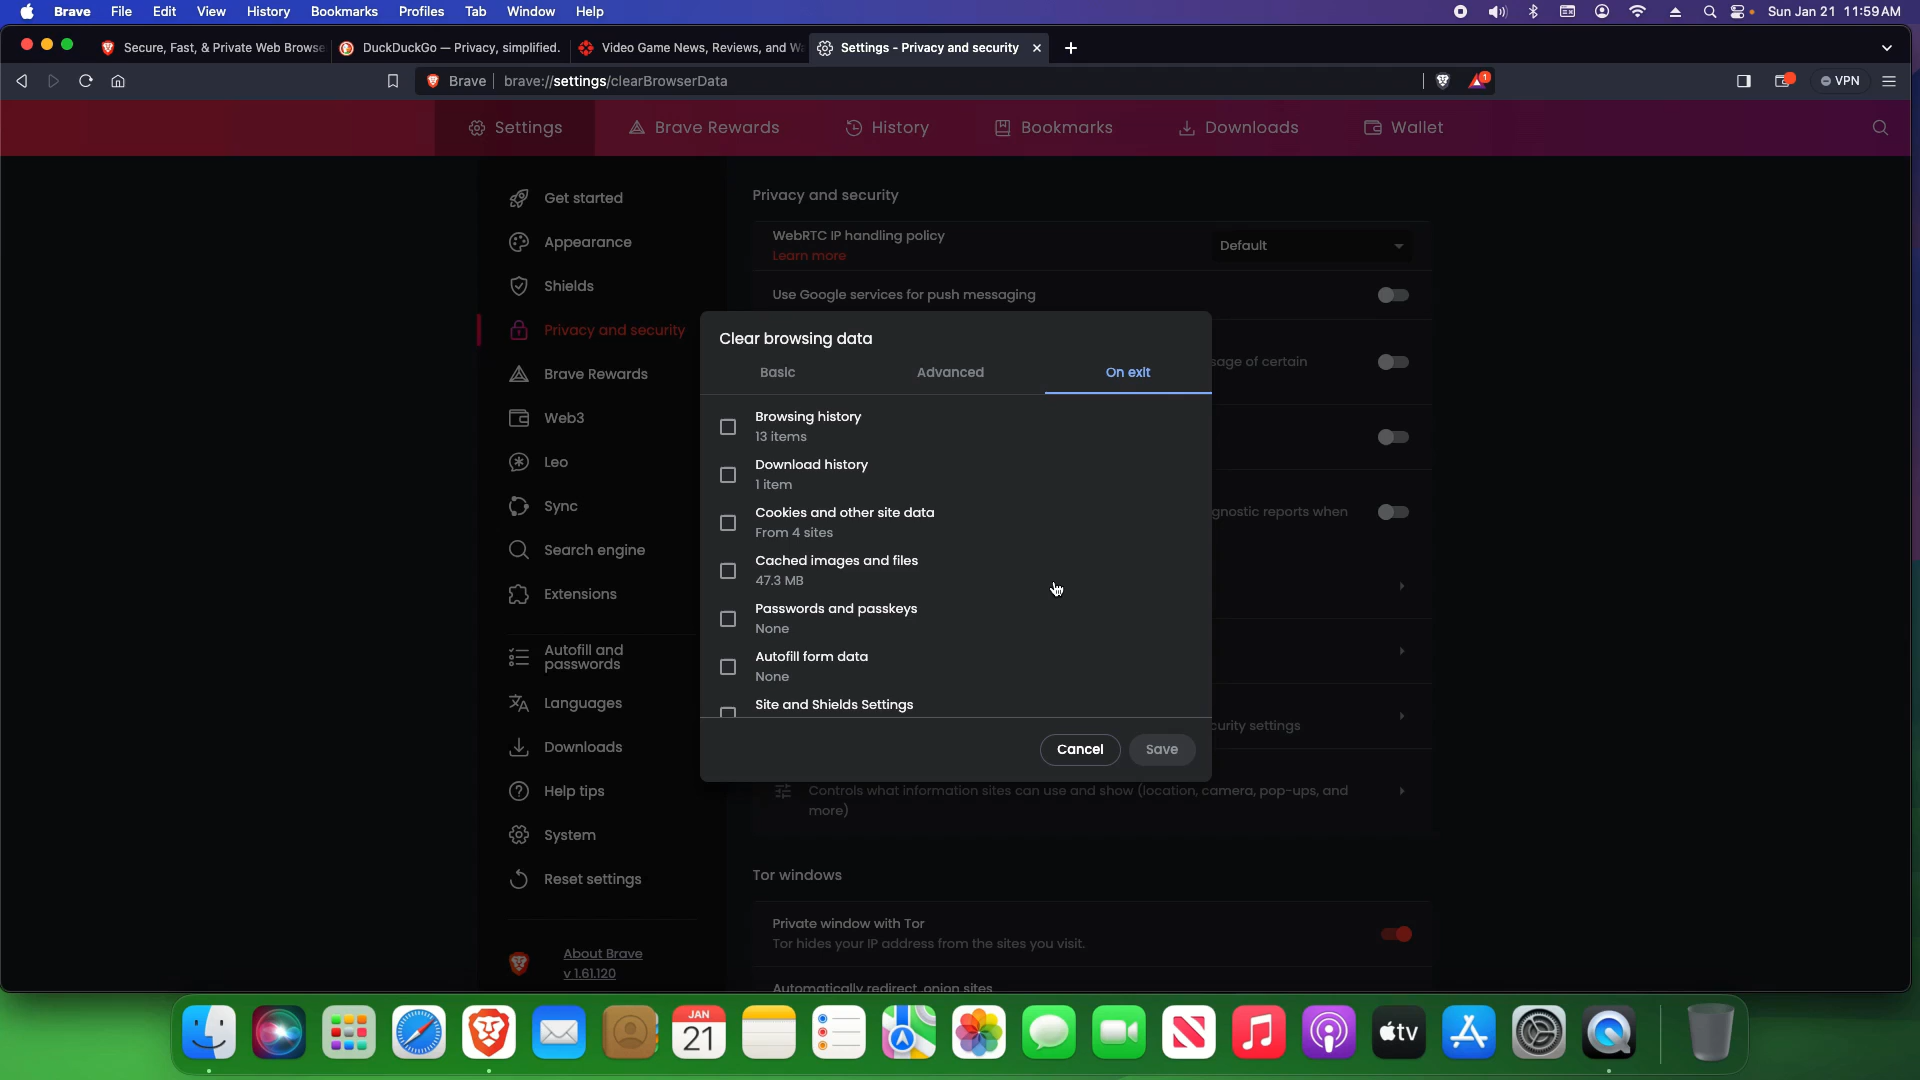 Brave File Edit View History Bookmarks Profiles Tab Window Help Sun Jan 21 11:59 AM
Secure, Fast, & Private Web Browse DuckDuckGo — Privacy, simplified. Video Game News, Reviews, and Wa Settings - Privacy and security
Brave brave://settings/clearBrowserData 1 VPN
Settings Brave Rewards History Bookmarks Downloads Wallet
Get started
Appearance
Shields
Privacy and security
Brave Rewards
Web3
Leo
Sync
Search engine
Extensions
Autofill and
passwords
Languages
Downloads
Help tips
System
Reset settings
About Brave
v 1.61.120
Privacy and security
WebRTC IP handling policy
Learn more
Default
Use Google services for push messaging
sage of certain
gnostic reports when
curity settings
Controls what information sites can use and show (location, camera, pop-ups, and
more)
Tor windows
Private window with Tor
Tor hides your IP address from the sites you visit.
Automatically redirect .onion sites
Clear browsing data
Basic Advanced On exit
Browsing history
13 items
Download history
1 item
Cookies and other site data
From 4 sites
Cached images and files
47.3 MB
Passwords and passkeys
None
Autofill form data
None
Site and Shields Settings
Cancel Save
JAN
21
tv